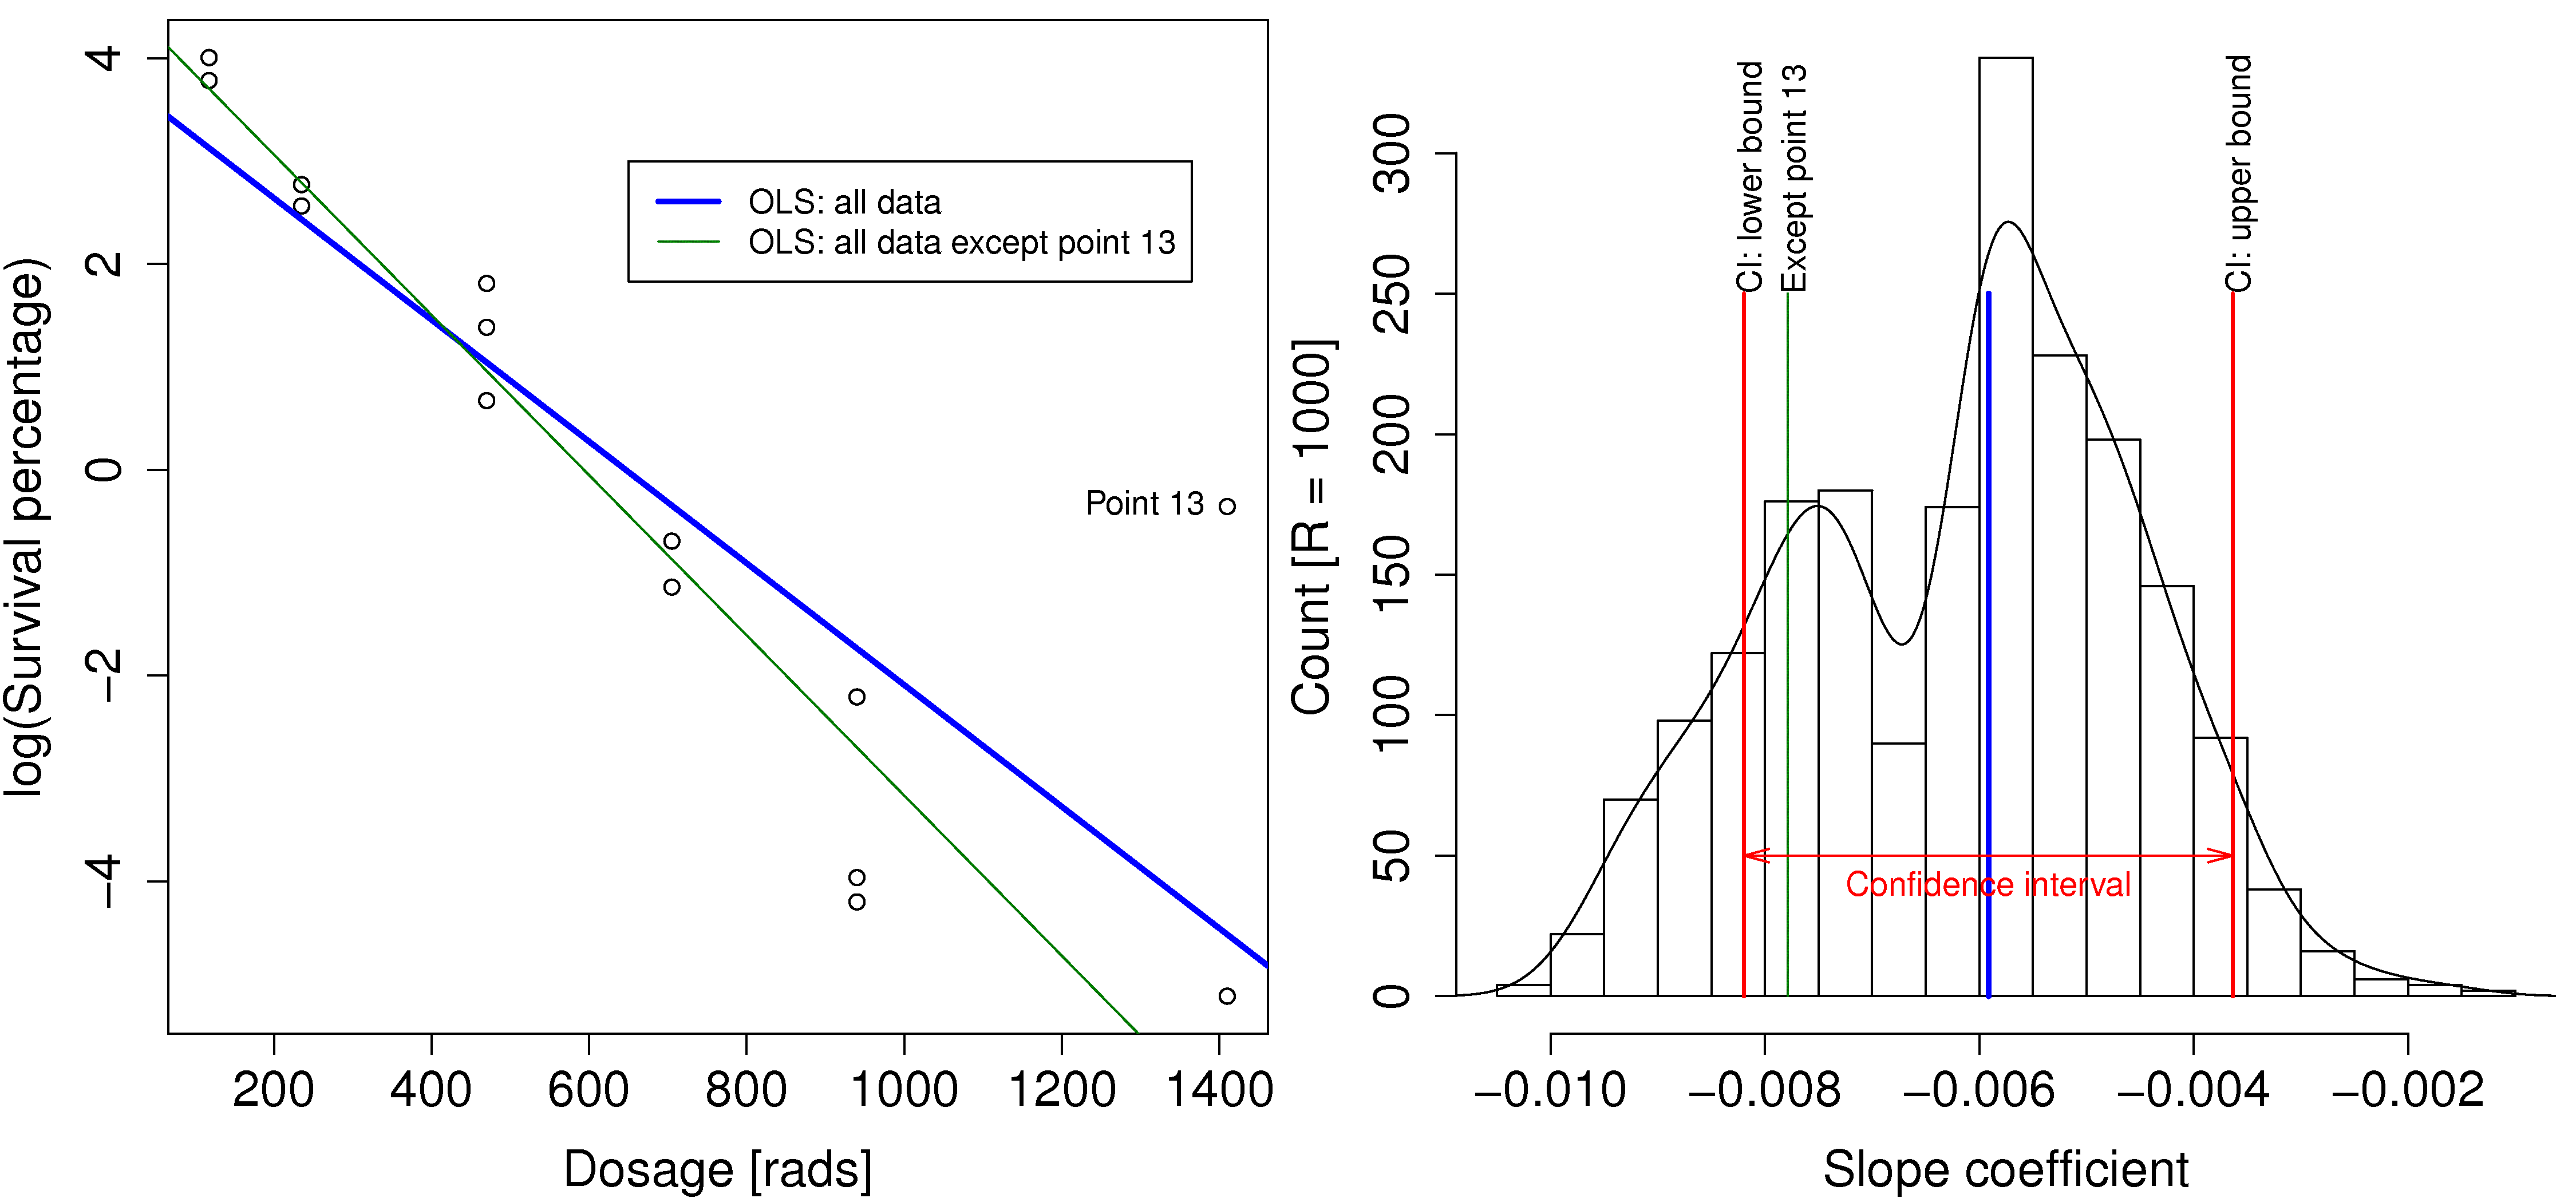 log(Survival percentage)
4
2
0
−2
−4
OLS: all data
OLS: all data except point 13
Point 13
200 400 600 800 1000 1200 1400
Dosage [rads]
Count [R = 1000]
300
250
200
150
100
50
0
CI: lower bound
Except point 13
CI: upper bound
Confidence interval
−0.010 −0.008 −0.006 −0.004 −0.002
Slope coefficient